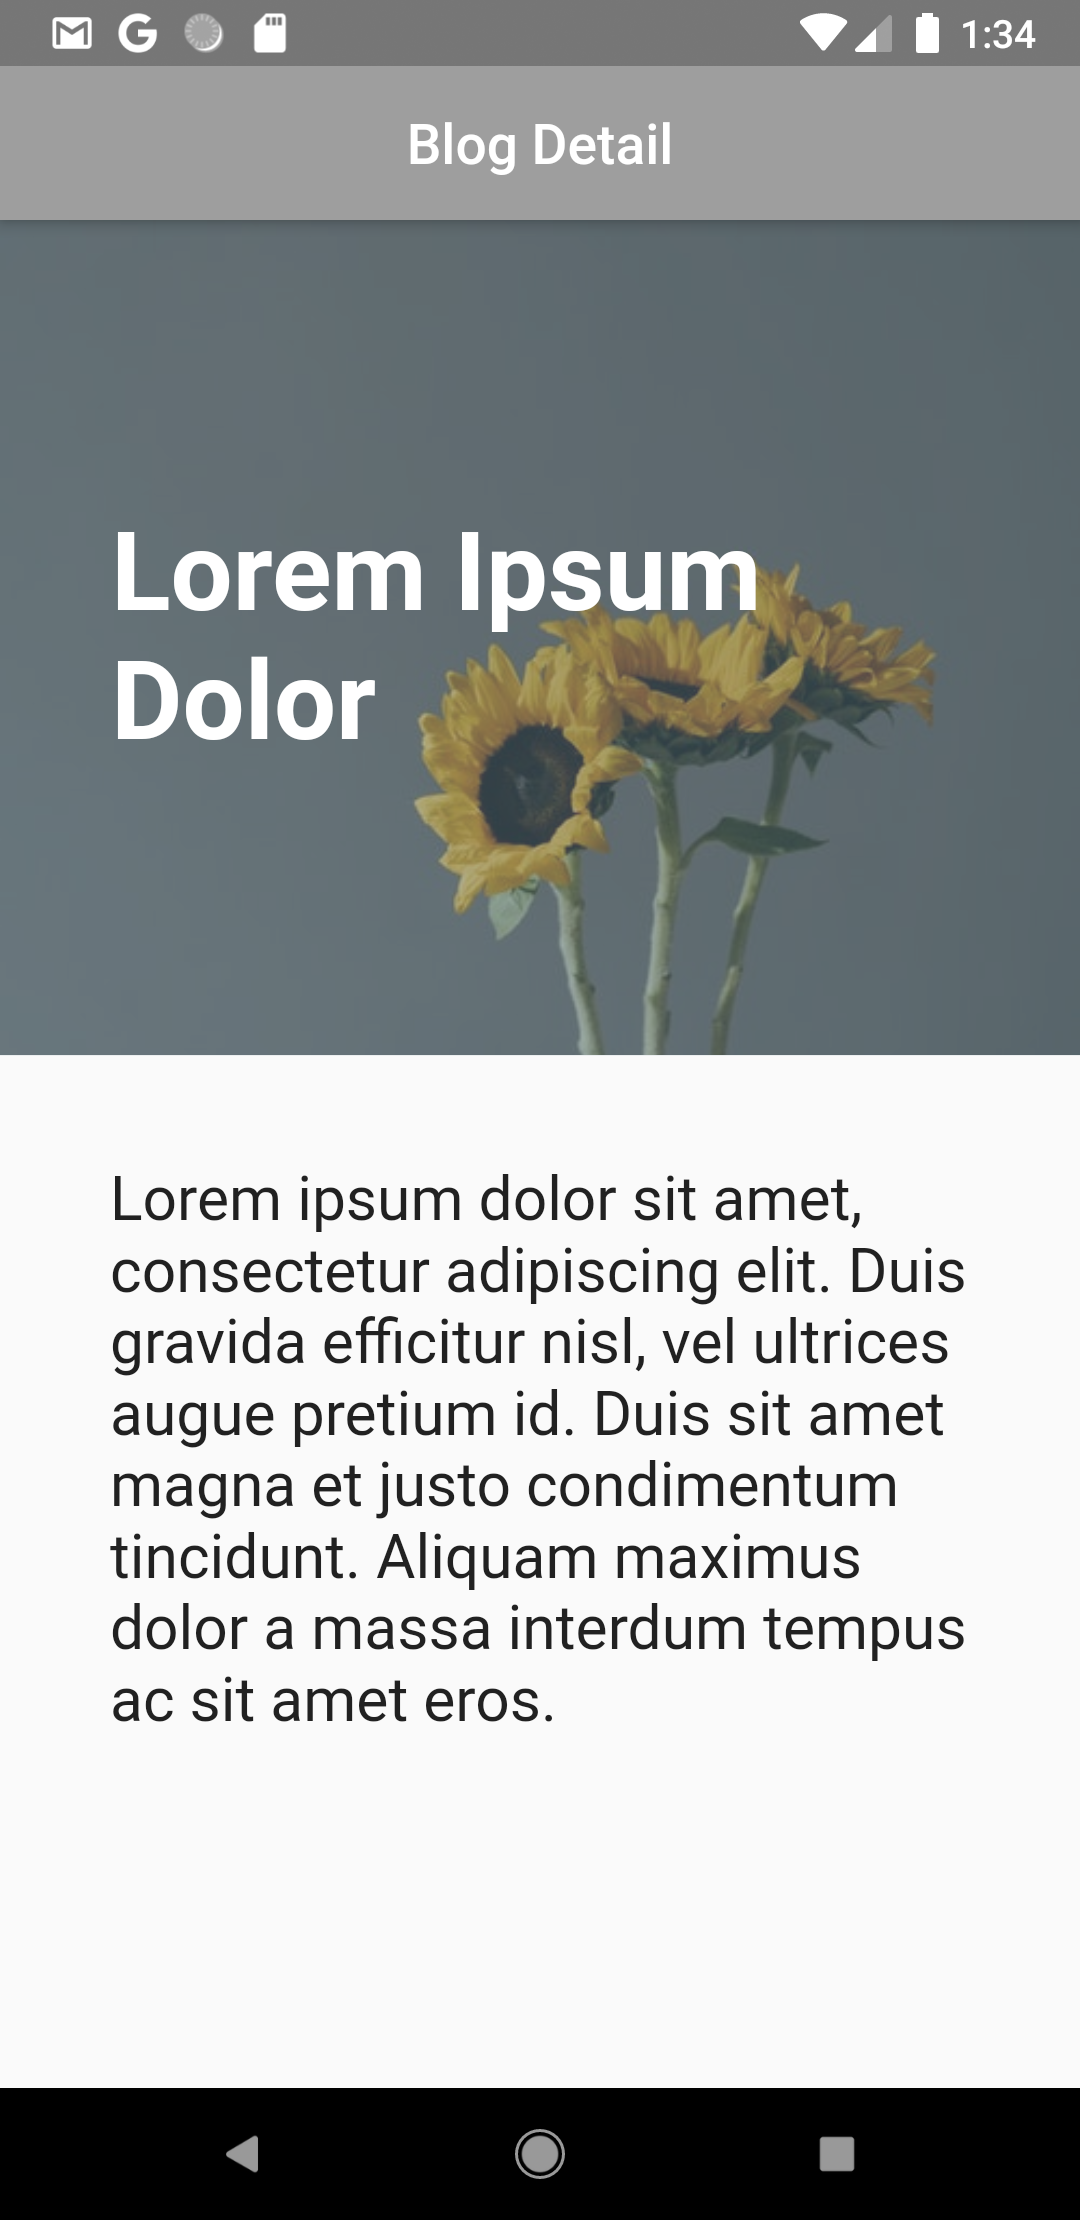 1:34
Blog Detail
Lorem Ipsum
Dolor
Lorem ipsum dolor sit amet,
consectetur adipiscing elit. Duis
gravida efficitur nisl, vel ultrices
augue pretium id. Duis sit amet
magna et justo condimentum
tincidunt. Aliquam maximus
dolor a massa interdum tempus
ac sit amet eros.